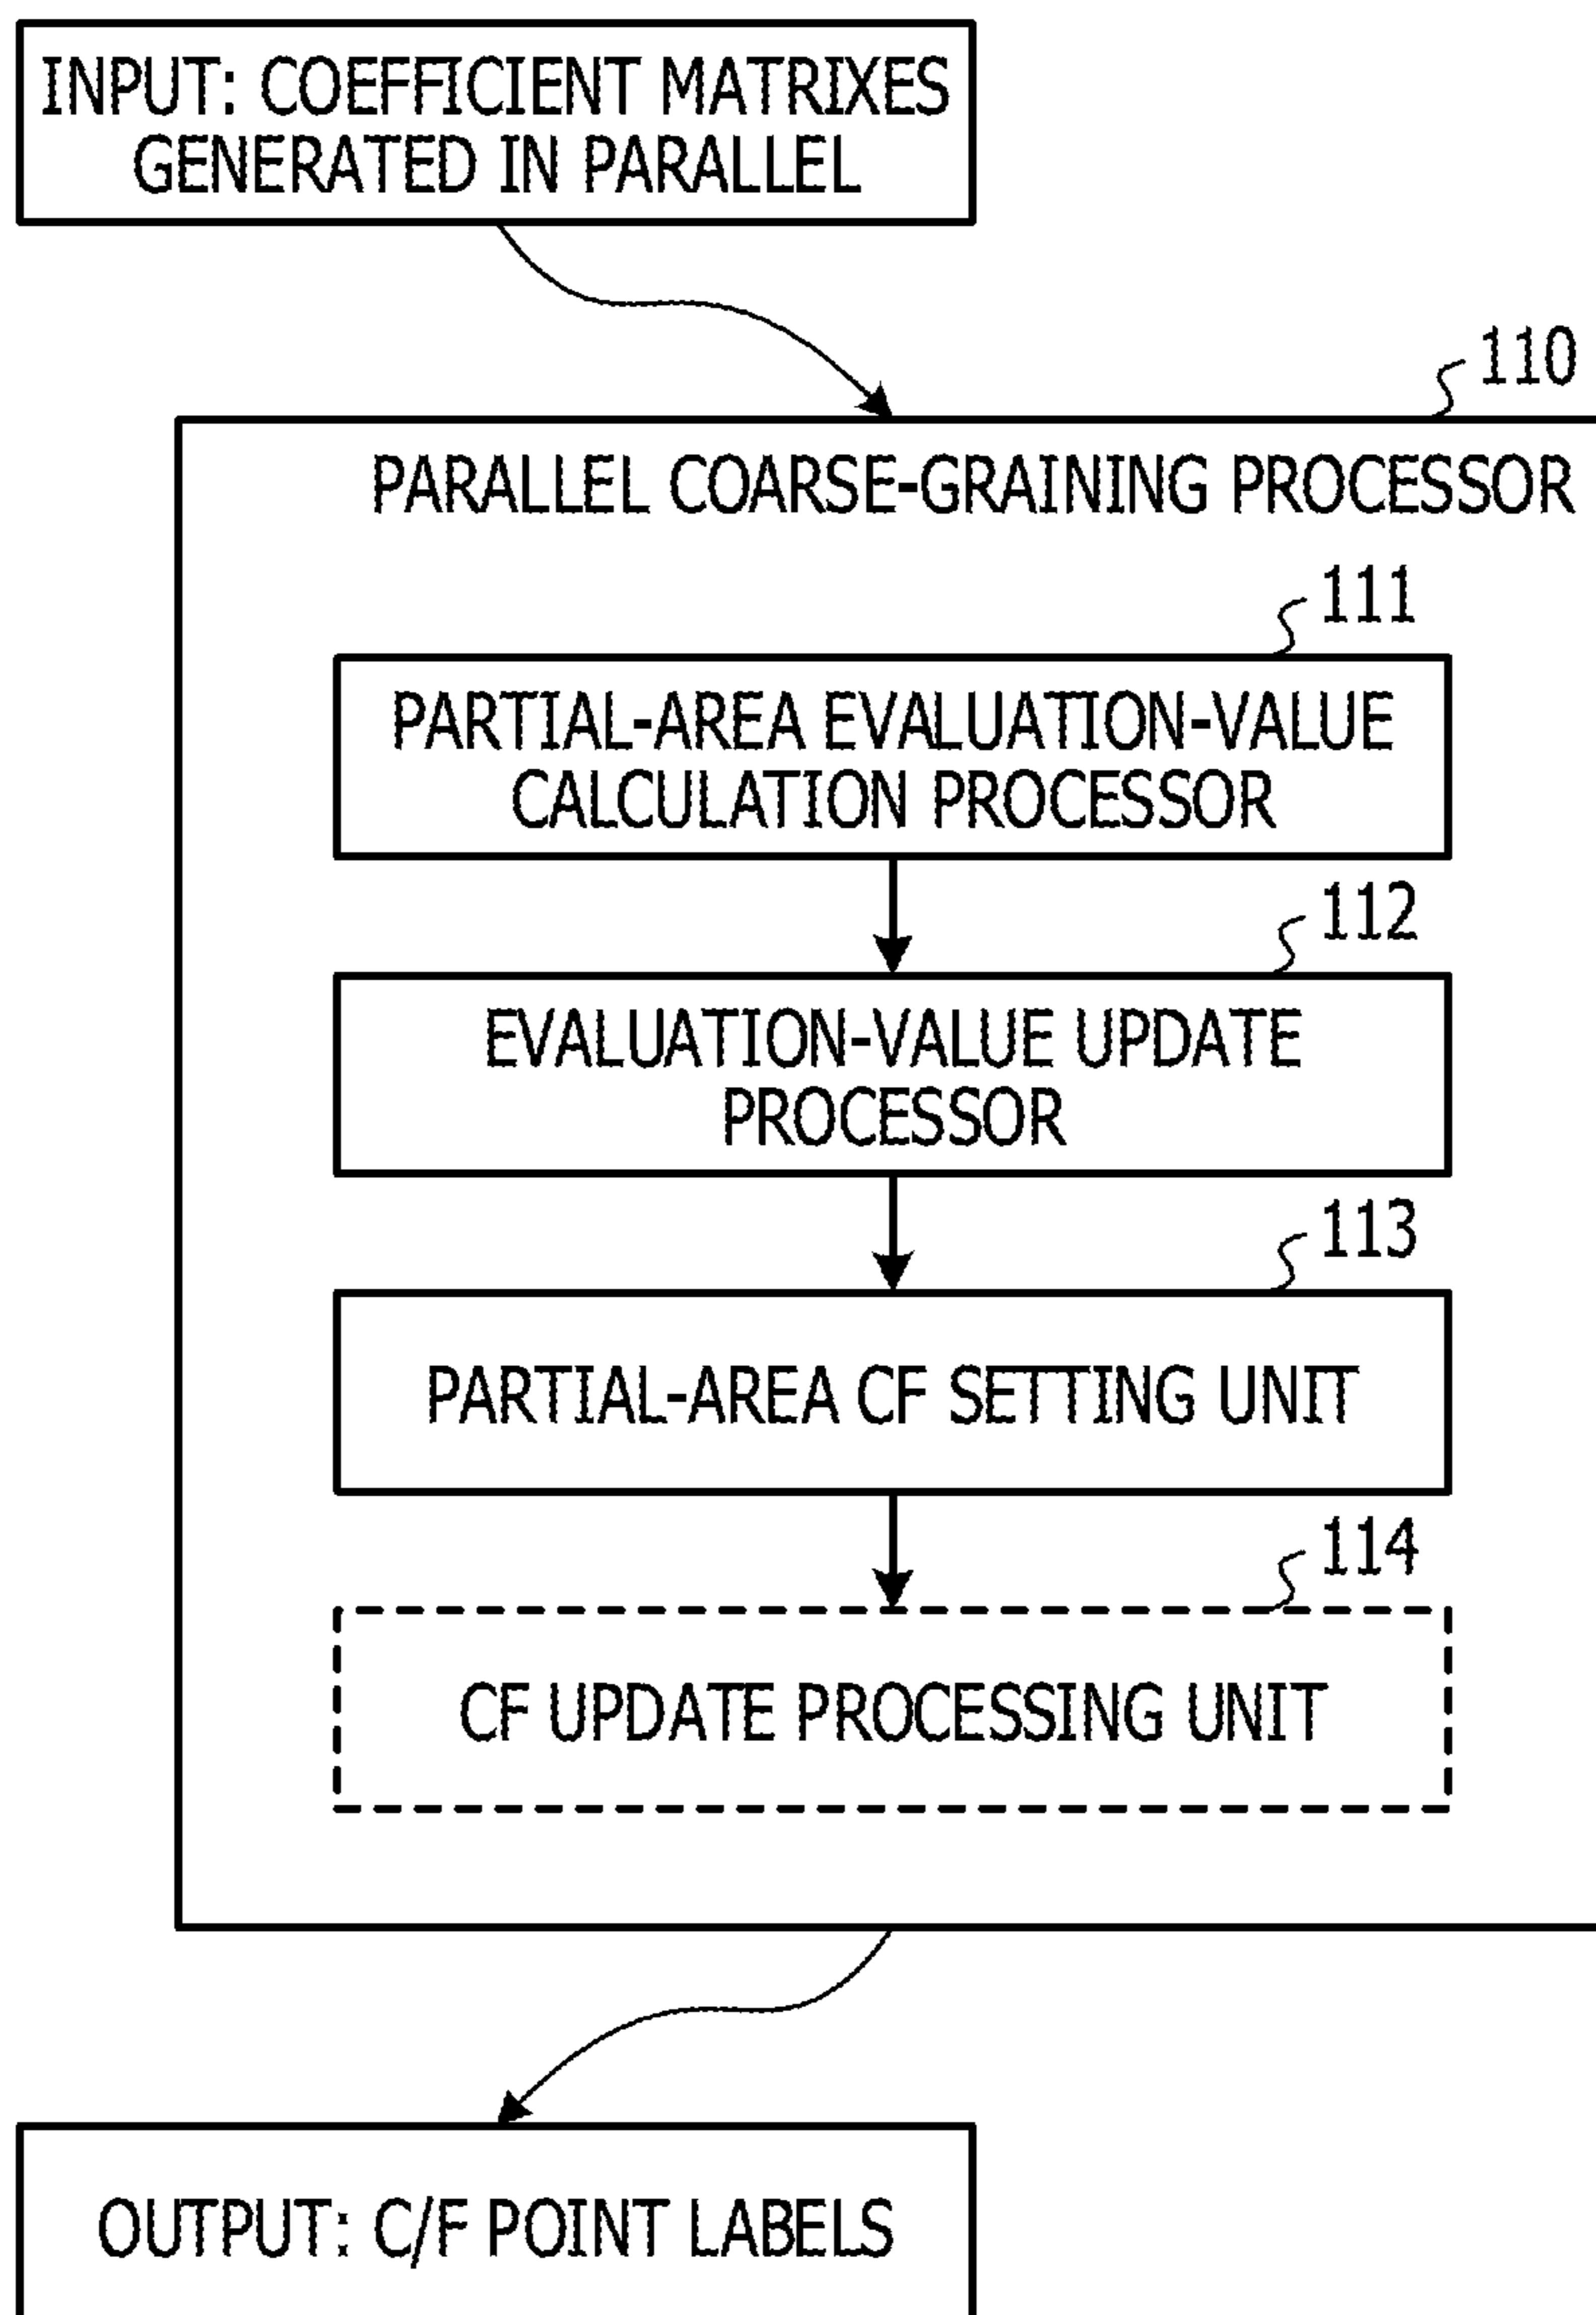 INPUT: COEFFICIENT MATRIXES
GENERATED IN PARALLEL
110
PARALLEL COARSE-GRAINING PROCESSOR
111
PARTIAL-AREA EVALUATION-VALUE
CALCULATION PROCESSOR
112
EVALUATION-VALUE UPDATE
PROCESSOR
113
PARTIAL-AREA CF SETTING UNIT
114
CF UPDATE PROCESSING UNIT
OUTPUT: C/F POINT LABELS